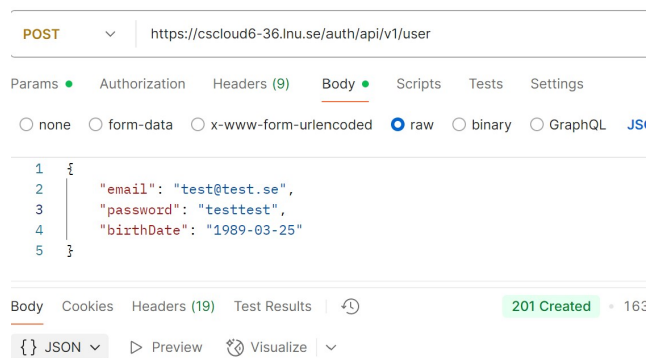 POST https://cscloud6-36.lnu.se/auth/api/v1/user
Params Authorization Headers (9) Body Scripts Tests Settings
none form-data x-www-form-urlencoded raw binary GraphQL
1 {
2 "email": "test@test.se",
3 "password": "testtest",
4 "birthDate": "1989-03-25"
5 }
Body Cookies Headers (19) Test Results 201 Created
{} JSON Preview Visualize